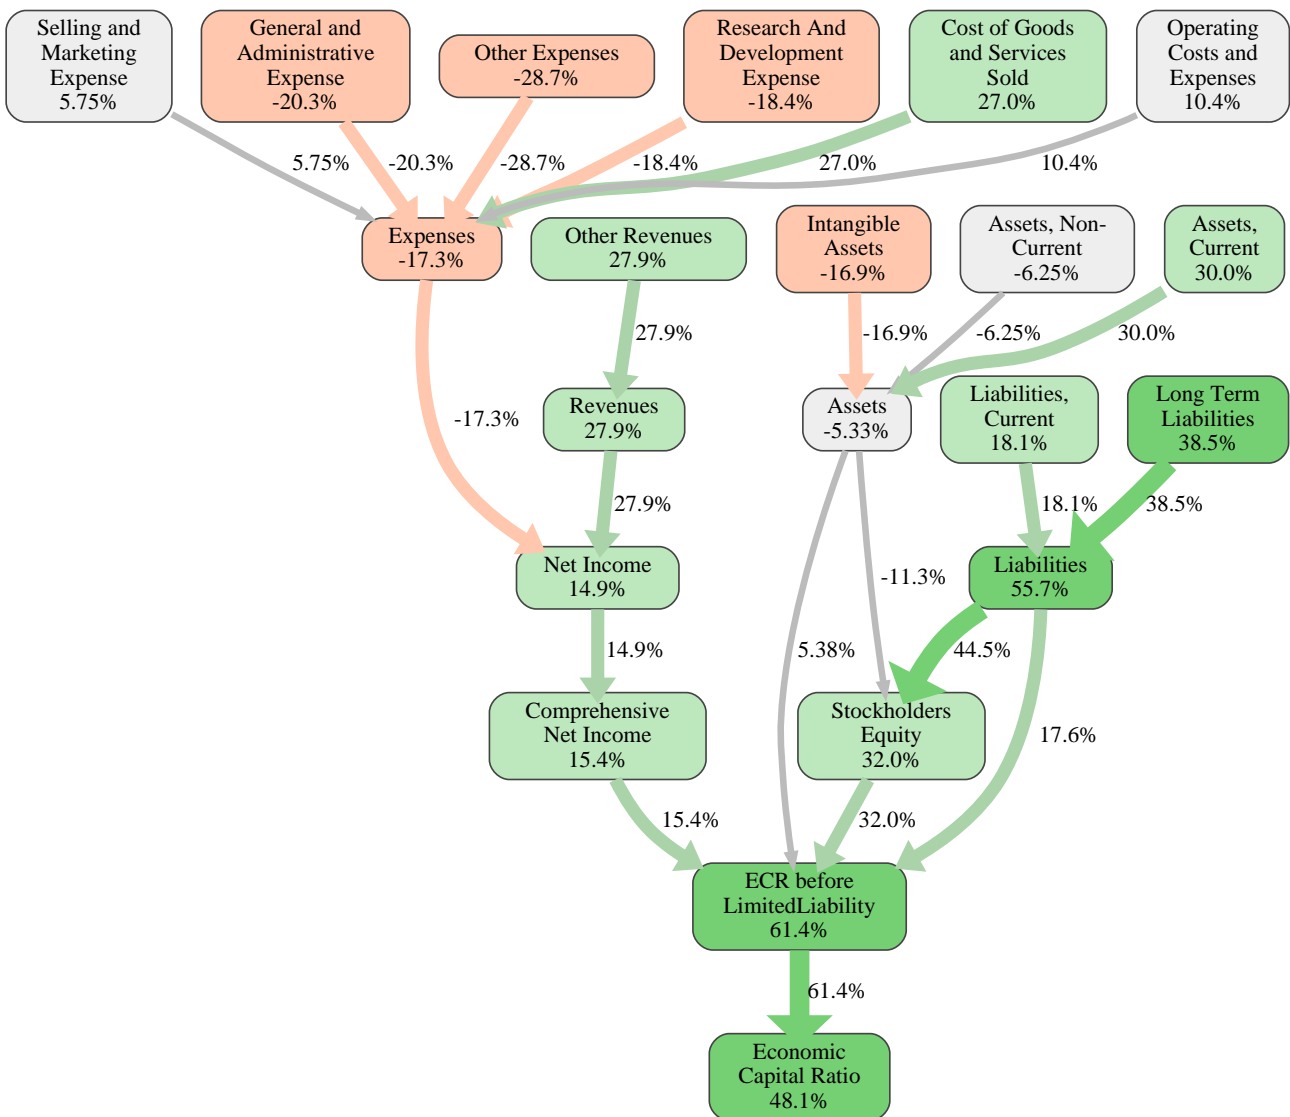 Selling and
Marketing
Expense
5.75%
General and
Administrative
Expense
-20.3%
Other Expenses
-28.7%
Research And
Development
Expense
-18.4%
Cost of Goods
and Services
Sold
27.0%
Operating
Costs and
Expenses
10.4%
5.75%
-20.3%
-28.7%
-18.4%
27.0%
10.4%
Expenses
-17.3%
Other Revenues
27.9%
Intangible
Assets
-16.9%
Assets, Non-
Current
-6.25%
Assets,
Current
30.0%
27.9%
-16.9%
-6.25%
30.0%
Revenues
27.9%
Assets
-5.33%
Liabilities,
Current
18.1%
Long Term
Liabilities
38.5%
-17.3%
27.9%
18.1%
38.5%
Net Income
14.9%
-11.3%
Liabilities
55.7%
14.9%
5.38%
44.5%
Comprehensive
Net Income
15.4%
Stockholders
Equity
32.0%
17.6%
15.4%
32.0%
ECR before
LimitedLiability
61.4%
61.4%
Economic
Capital Ratio
48.1%